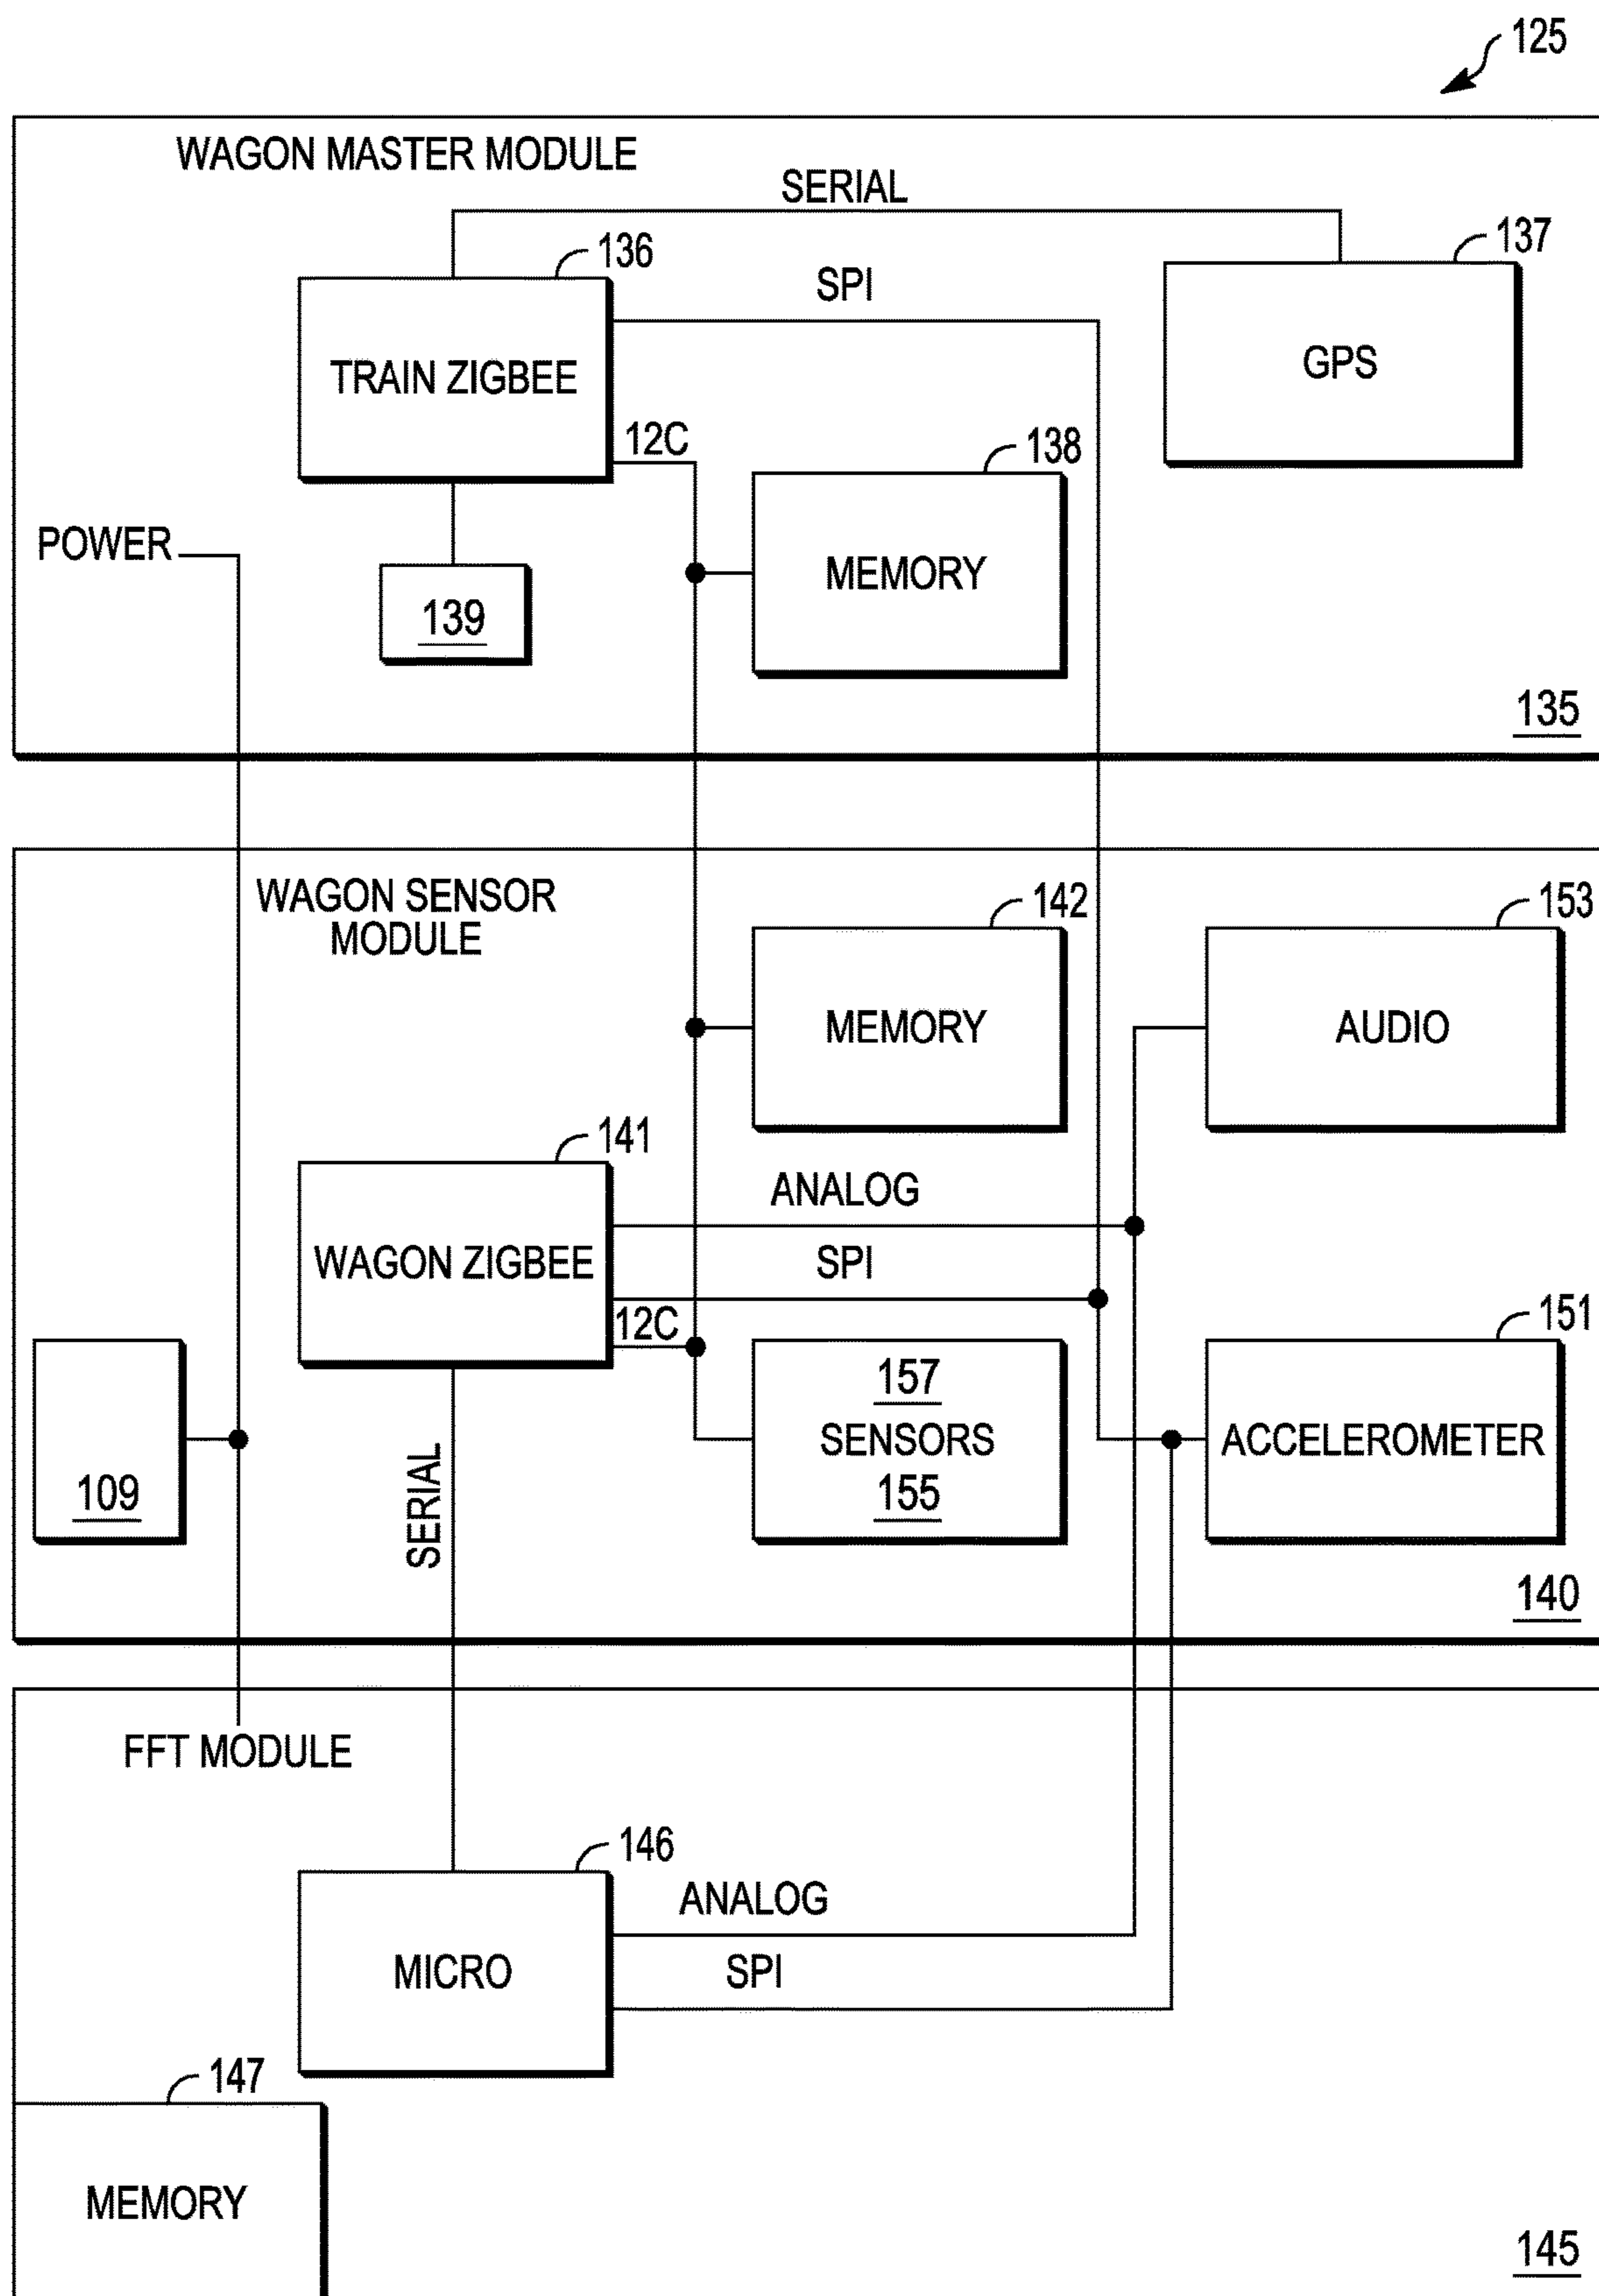 125
WAGON MASTER MODULE
SERIAL
136
137
SPI
TRAIN ZIGBEE
GPS
12C
138
POWER
MEMORY
139
135
WAGON SENSOR
MODULE
142
153
MEMORY
AUDIO
141
ANALOG
WAGON ZIGBEE
SPI
12C
151
157
SENSORS
155
ACCELEROMETER
109
SERIAL
140
FFT MODULE
146
ANALOG
MICRO
SPI
147
MEMORY
145